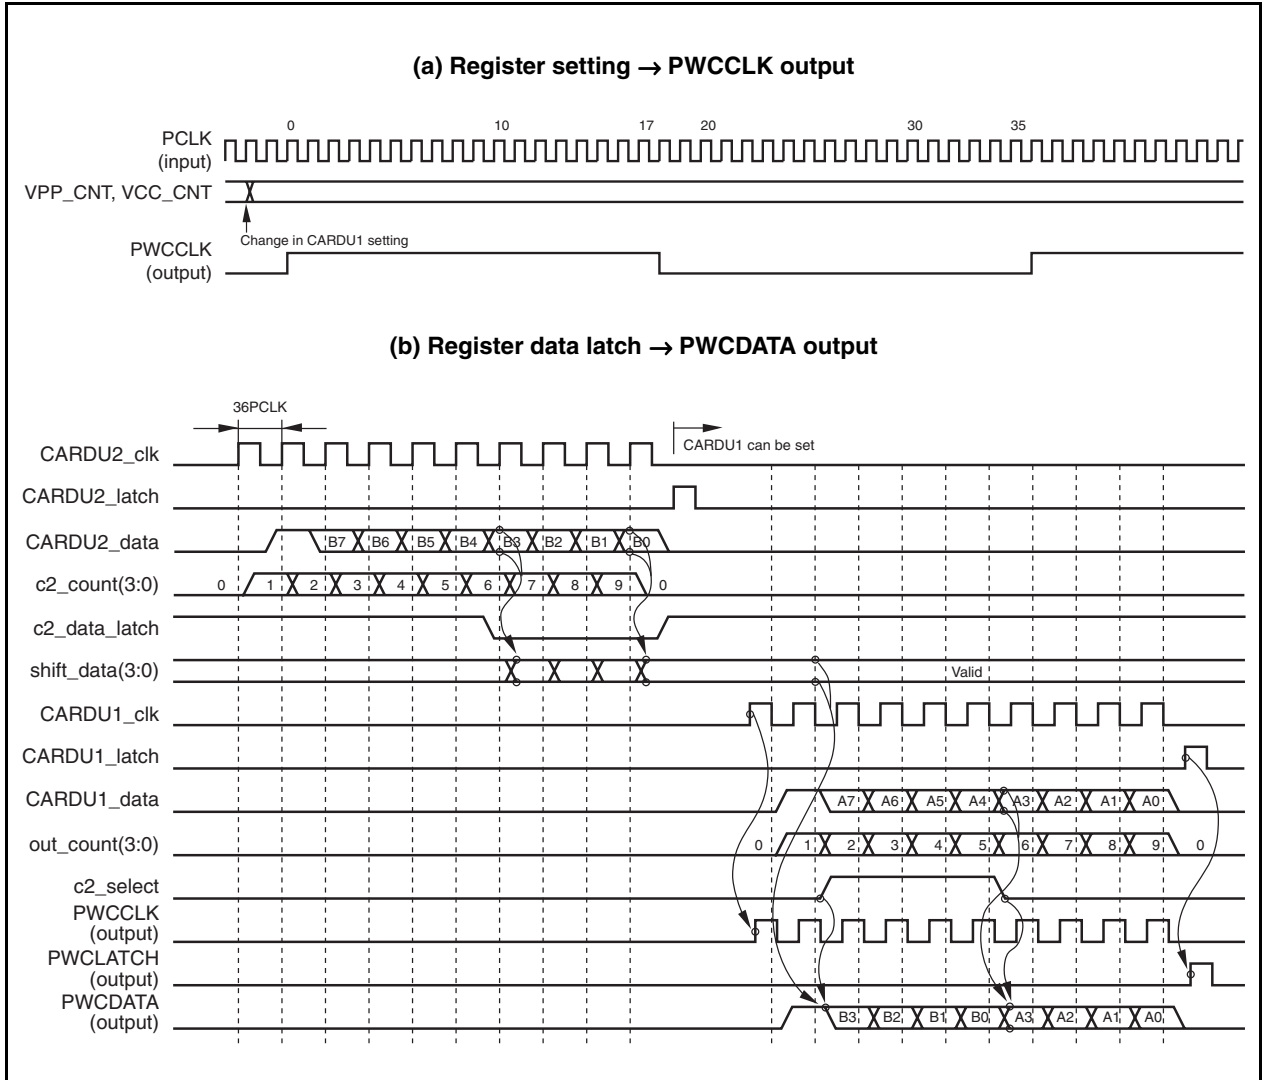 (a) Register setting → PWCCLK output
0 10 17 20 30 35
PCLK
(input)
VPP_CNT, VCC_CNT
Change in CARDU1 setting
PWCCLK
(output)
(b) Register data latch → PWCDATA output
36PCLK
CARDU1 can be set
CARDU2_clk
CARDU2_latch
CARDU2_data B7 B6 B5 B4 B3 B2 B1 B0
c2_count(3:0) 0 1 2 3 4 5 6 7 8 9 0
c2_data_latch
shift_data(3:0) Valid
CARDU1_clk
CARDU1_latch
CARDU1_data A7 A6 A5 A4 A3 A2 A1 A0
out_count(3:0) 0 1 2 3 4 5 6 7 8 9 0
c2_select
PWCCLK
(output)
PWCLATCH
(output)
PWCDATA
(output) B3 B2 B1 B0 A3 A2 A1 A0